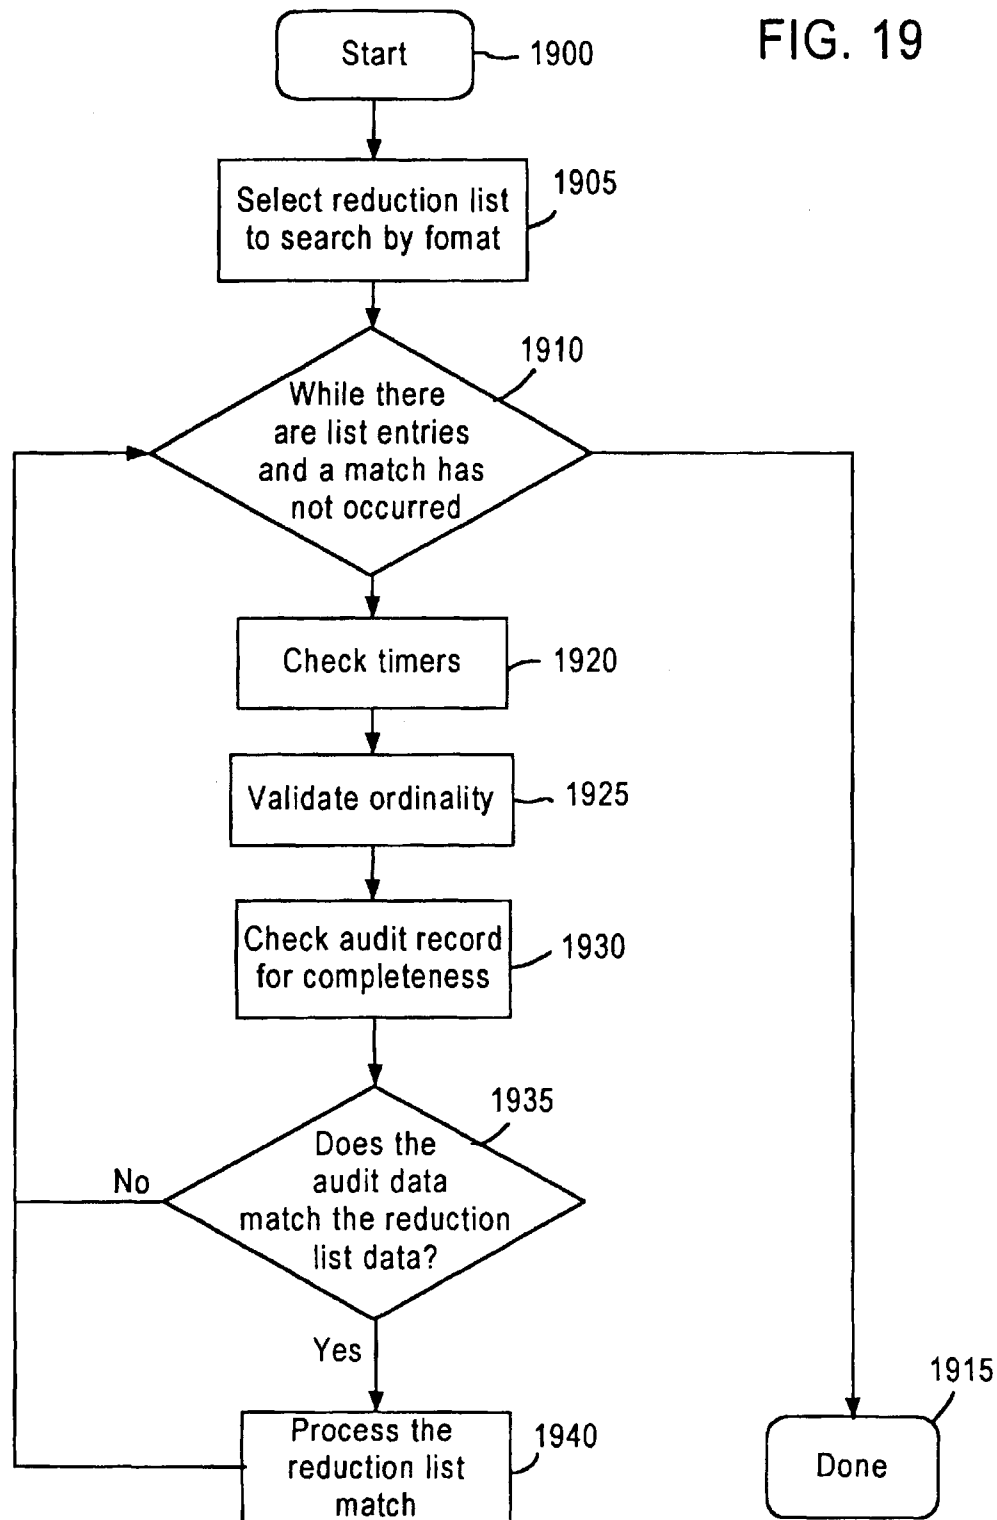 FIG. 19
Start
1900
Select reduction list
to search by fomat
1905
1910
While there
are list entries
and a match has
not occurred
Check timers
1920
Validate ordinality
1925
Check audit record
for completeness
1930
1935
Does the
audit data
match the reduction
list data?
No
Yes
Process the
reduction list
match
1940
1915
Done